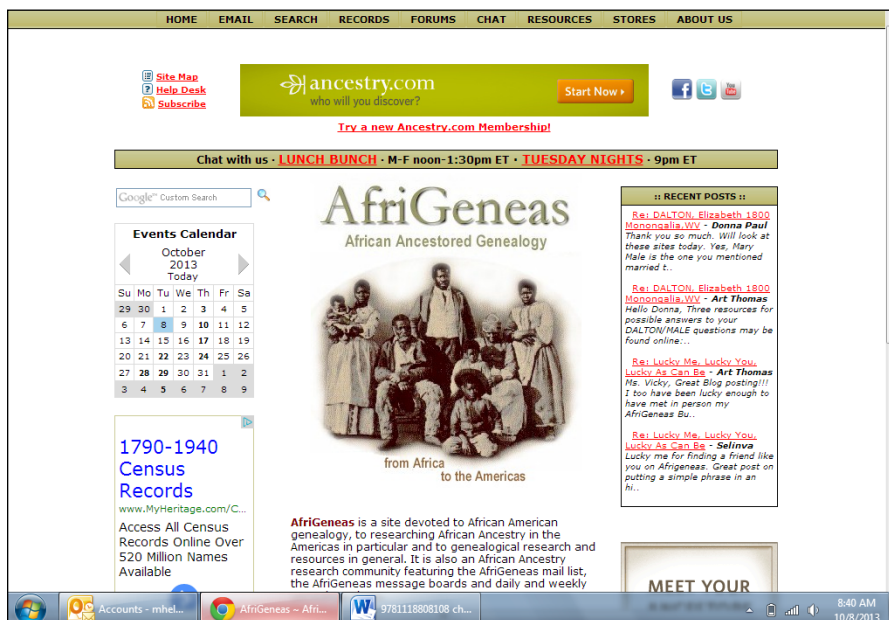 HOME EMAIL SEARCH RECORDS FORUMS CHAT RESOURCES STORES ABOUT US
Site Map
Help Desk
Subscribe
ancestry.com
who will you discover?
Start Now
Try a new Ancestry.com Membership!
Chat with us · LUNCH BUNCH · M-F noon-1:30pm ET · TUESDAY NIGHTS · 9pm ET
Google™ Custom Search
Events Calendar
October
2013
Today
Su Mo Tu We Th Fr Sa
29 30 1 2 3 4 5
6 7 8 9 10 11 12
13 14 15 16 17 18 19
20 21 22 23 24 25 26
27 28 29 30 31 1 2
3 4 5 6 7 8 9
1790-1940
Census
Records
www.MyHeritage.com/C...
Access All Census
Records Online Over
520 Million Names
Available
AfriGeneas
African Ancestored Genealogy
from Africa
to the Americas
AfriGeneas is a site devoted to African American
genealogy, to researching African Ancestry in the
Americas in particular and to genealogical research and
resources in general. It is also an African Ancestry
research community featuring the AfriGeneas mail list,
the AfriGeneas message boards and daily and weekly
:: RECENT POSTS ::
Re: DALTON, Elizabeth 1800
Monongalia,WV - Donna Paul
Thank you so much. Will look at
these sites today. Yes, Mary
Male is the one you mentioned
married t..
Re: DALTON, Elizabeth 1800
Monongalia,WV - Art Thomas
Hello Donna, Three resources for
possible answers to your
DALTON/MALE questions may be
found online:..
Re: Lucky Me, Lucky You,
Lucky As Can Be - Art Thomas
Ms. Vicky, Great Blog posting!!!
I too have been lucky enough to
have met in person my
AfriGeneas Bu..
Re: Lucky Me, Lucky You,
Lucky As Can Be - Selinva
Lucky me for finding a friend like
you on Afrigeneas. Great post on
putting a simple phrase in an
hi..
MEET YOUR
Accounts - mhel...
AfriGeneas ~ Afri...
9781118808108 ch...
8:40 AM
10/8/2013